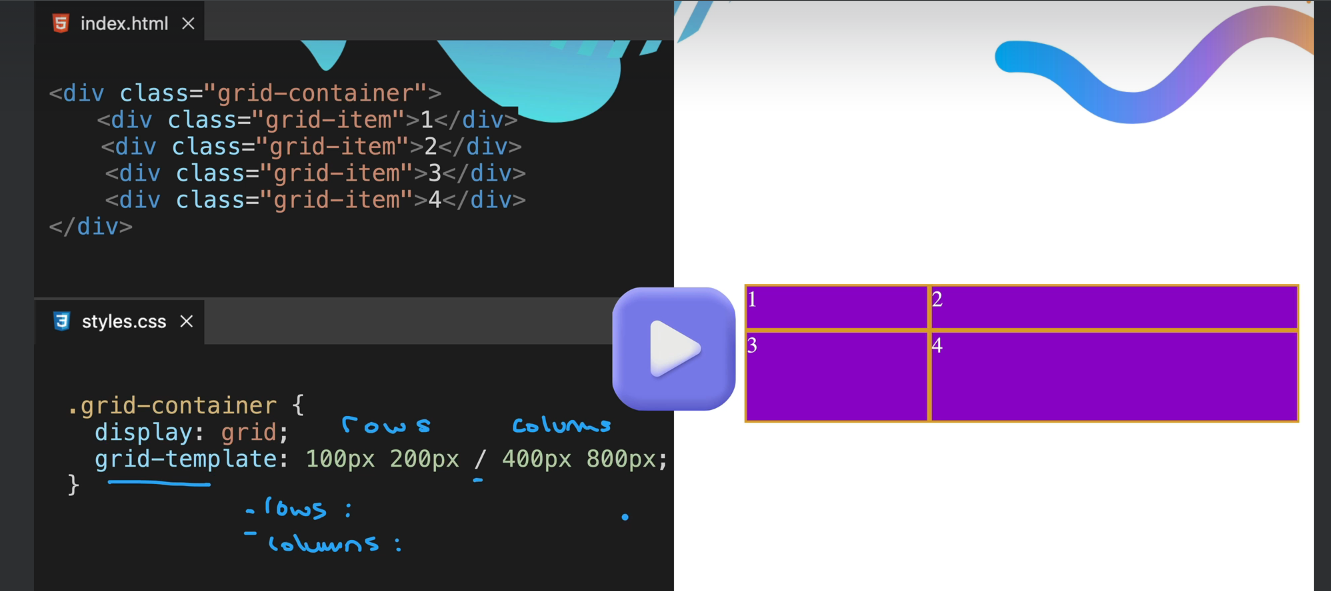 index.html
<div class="grid-container">
<div class="grid-item">1</div>
<div class="grid-item">2</div>
<div class="grid-item">3</div>
<div class="grid-item">4</div>
</div>
styles.css
.grid-container {
display: grid;
rows colums
grid-template: 100px 200px / 400px 800px;
}
-rows :
-columns :
1 2
3 4